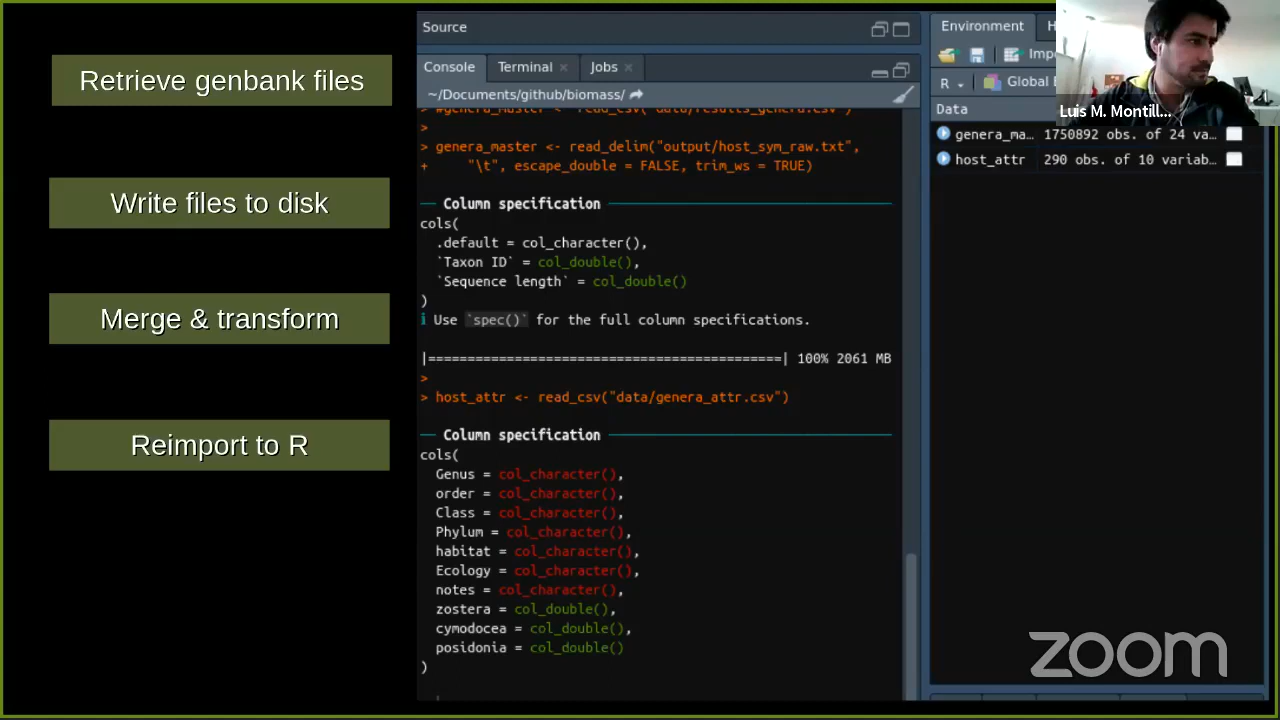 Retrieve genbank files
Write files to disk
Merge & transform
Reimport to R
Source
Console
Terminal
Jobs
~/Documents/github/biomass/
>
> genera_master <- read_delim("output/host_sym_raw.txt",
+ "\t", escape_double = FALSE, trim_ws = TRUE)
Column specification
cols(
.default = col_character(),
`Taxon ID` = col_double(),
`Sequence length` = col_double()
)
i Use `spec()` for the full column specifications.
|=============================================| 100% 2061 MB
>
> host_attr <- read_csv("data/genera_attr.csv")
Column specification
cols(
Genus = col_character(),
order = col_character(),
Class = col_character(),
Phylum = col_character(),
habitat = col_character(),
Ecology = col_character(),
notes = col_character(),
zostera = col_double(),
cymodocea = col_double(),
posidonia = col_double()
)
Environment
Impo
R
Global E
Data
genera_ma… 1750892 obs. of 24 va…
host_attr 290 obs. of 10 variab…
Luis M. Montill...
zoom